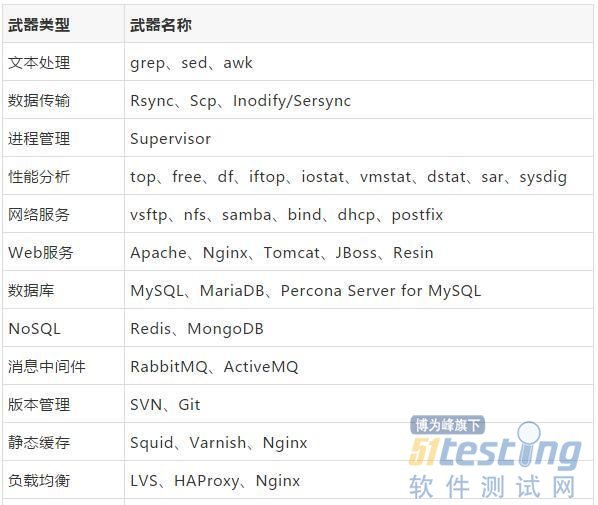 武器类型 武器名称
文本处理 grep、sed、awk
数据传输 Rsync、Scp、Inodify/Sersync
进程管理 Supervisor
性能分析 top、free、df、iftop、iostat、vmstat、dstat、sar、sysdig
网络服务 vsftp、nfs、samba、bind、dhcp、postfix
Web服务 Apache、Nginx、Tomcat、JBoss、Resin
数据库 MySQL、MariaDB、Percona Server for MySQL
NoSQL Redis、MongoDB
消息中间件 RabbitMQ、ActiveMQ
版本管理 SVN、Git
静态缓存 Squid、Varnish、Nginx
负载均衡 LVS、HAProxy、Nginx
博为峰旗下
51testing
软件测试网